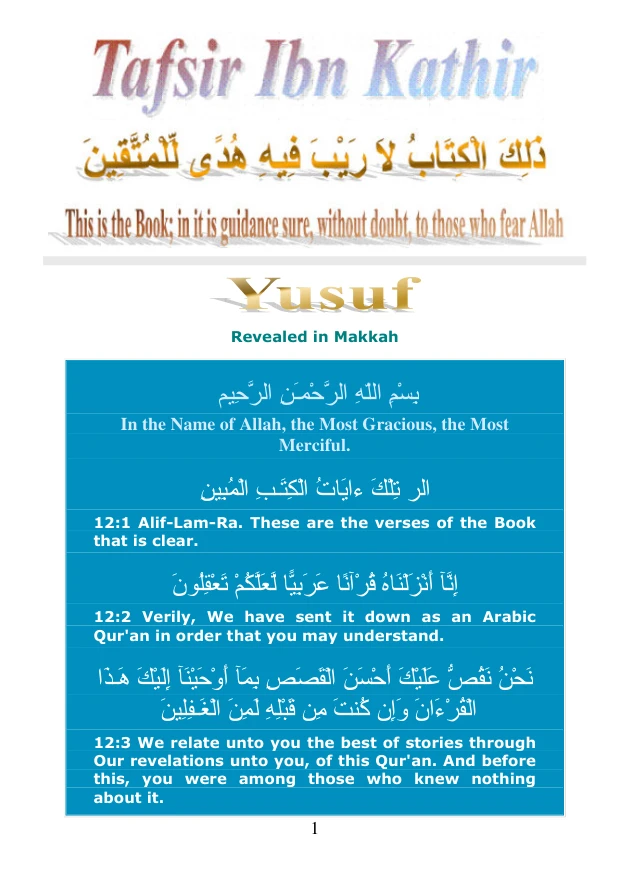 Tafsir Ibn Kathir
ذَلِكَ الْكِتَابُ لاَ رَيْبَ فِيهِ هُدًى لِّلْمُتَّقِينَ
This is the Book; in it is guidance sure, without doubt, to those who fear Allah
Yusuf
Revealed in Makkah
بِسْمِ اللَّهِ الرَّحْمَـنِ الرَّحِيمِ
In the Name of Allah, the Most Gracious, the Most
Merciful.
الر تِلْكَ ءايَاتُ الْكِتَـبِ الْمُبِينِ
12:1 Alif-Lam-Ra. These are the verses of the Book
that is clear.
إِنَّآ أَنْزَلْنَاهُ قُرْآنًا عَرَبِيًّا لَّعَلَّكُمْ تَعْقِلُونَ
12:2 Verily, We have sent it down as an Arabic
Qur'an in order that you may understand.
نَحْنُ نَقُصُّ عَلَيْكَ أَحْسَنَ الْقَصَصِ بِمَآ أَوْحَيْنَآ إِلَيْكَ هَـذَا
الْقُرْءَانَ وَإِن كُنتَ مِن قَبْلِهِ لَمِنَ الْغَـفِلِينَ
12:3 We relate unto you the best of stories through
Our revelations unto you, of this Qur'an. And before
this, you were among those who knew nothing
about it.
1